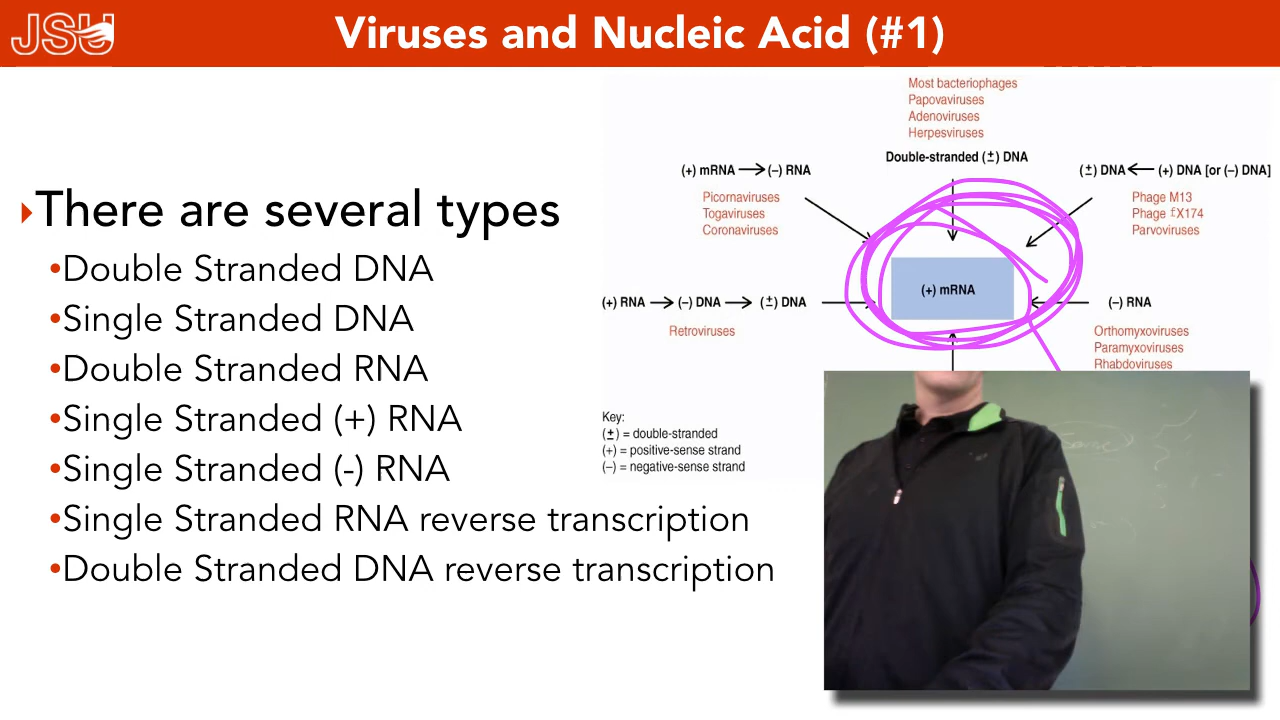 JSU
Viruses and Nucleic Acid (#1)
There are several types
•Double Stranded DNA
•Single Stranded DNA
•Double Stranded RNA
•Single Stranded (+) RNA
•Single Stranded (-) RNA
•Single Stranded RNA reverse transcription
•Double Stranded DNA reverse transcription
Most bacteriophages
Papovaviruses
Adenoviruses
Herpesviruses
Double-stranded (±) DNA
(+) mRNA → (–) RNA
Picornaviruses
Togaviruses
Coronaviruses
(±) DNA ← (+) DNA [or (–) DNA]
Phage M13
Phage fX174
Parvoviruses
(+) mRNA
(+) RNA → (–) DNA → (±) DNA
Retroviruses
(–) RNA
Orthomyxoviruses
Paramyxoviruses
Rhabdoviruses
Key:
(±) = double-stranded
(+) = positive-sense strand
(–) = negative-sense strand